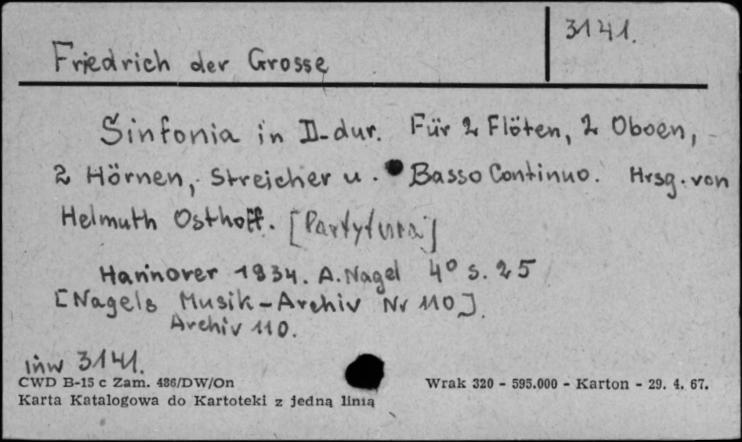 3141.
Friedrich der Grosse
Sinfonia in D-dur. Für 2 Flöten, 2 Oboen,
2 Hörnen, Streicher u. Basso Continuo. Hrsg. von
Helmuth Osthoff. [Partytura]
Hannover 1934. A. Nagel 4° S. 25
[Nagels Musik-Archiv Nr 110].
Archiv 110.
inw 3141.
CWD B-15 c Zam. 486/DW/On Wrak 320 - 595.000 - Karton - 29. 4. 67.
Karta Katalogowa do Kartoteki z jedną linią